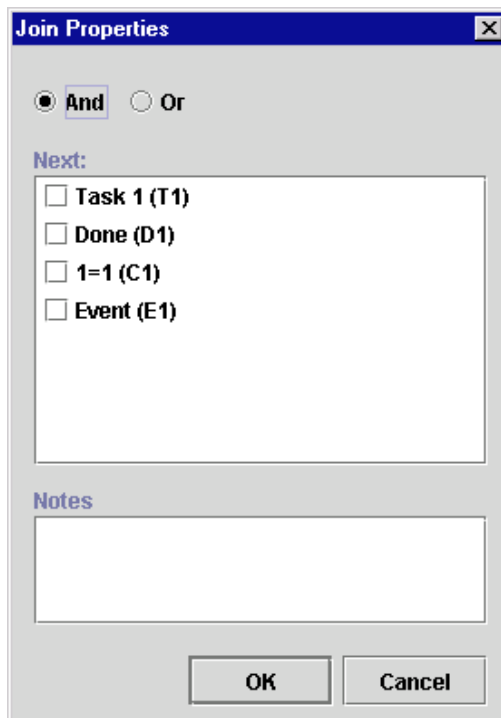 Join Properties
And Or
Next:
Task 1 (T1)
Done (D1)
1=1 (C1)
Event (E1)
Notes
OK Cancel